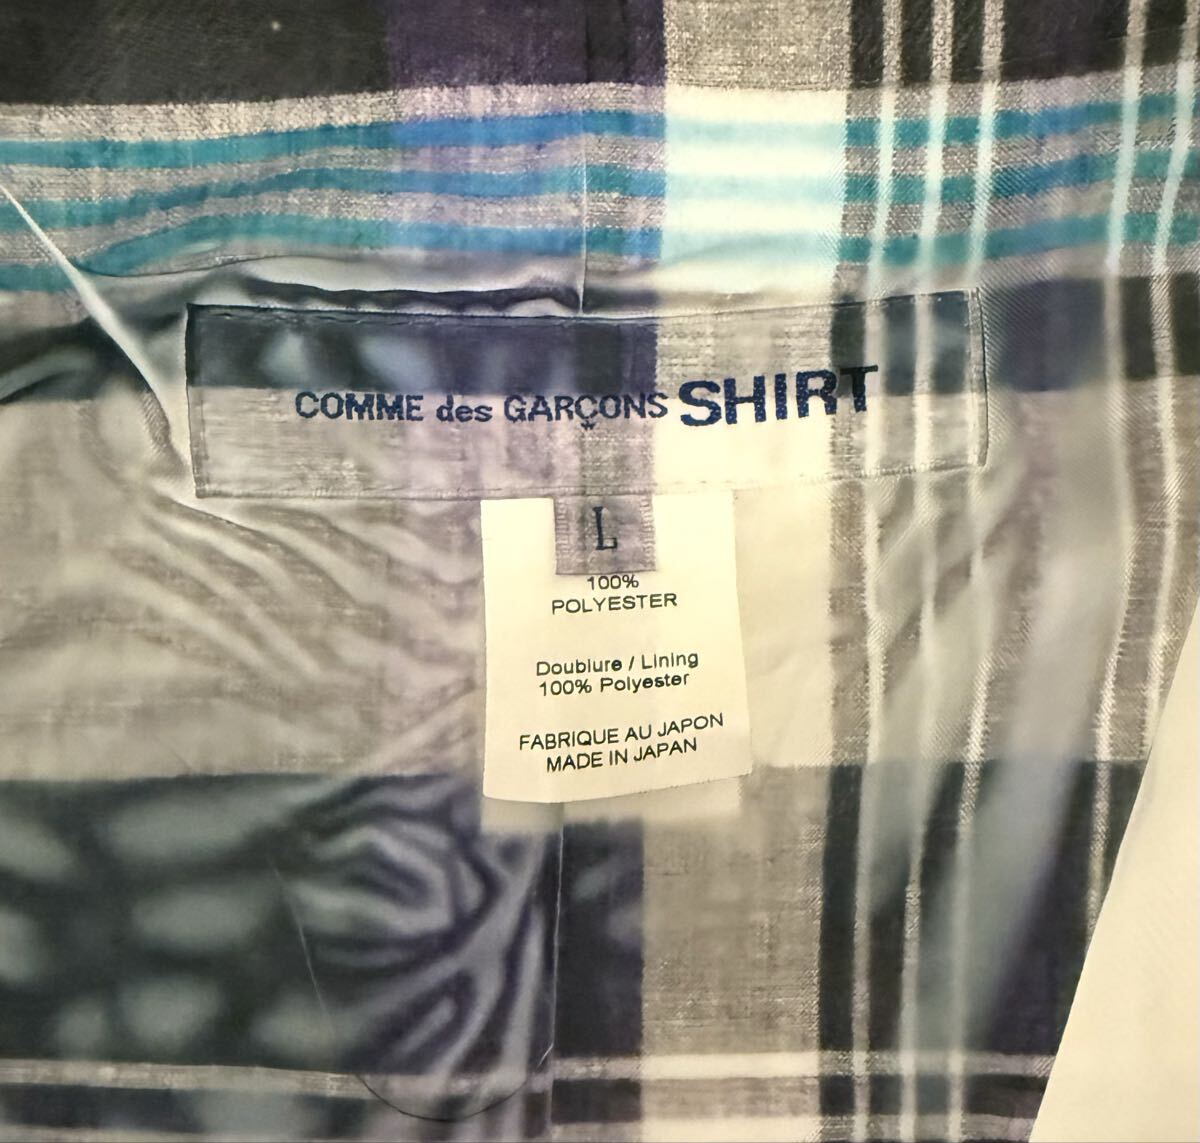 COMME des GARÇONS SHIRT
L
100%
POLYESTER
Doublure / Lining
100% Polyester
FABRIQUE AU JAPON
MADE IN JAPAN